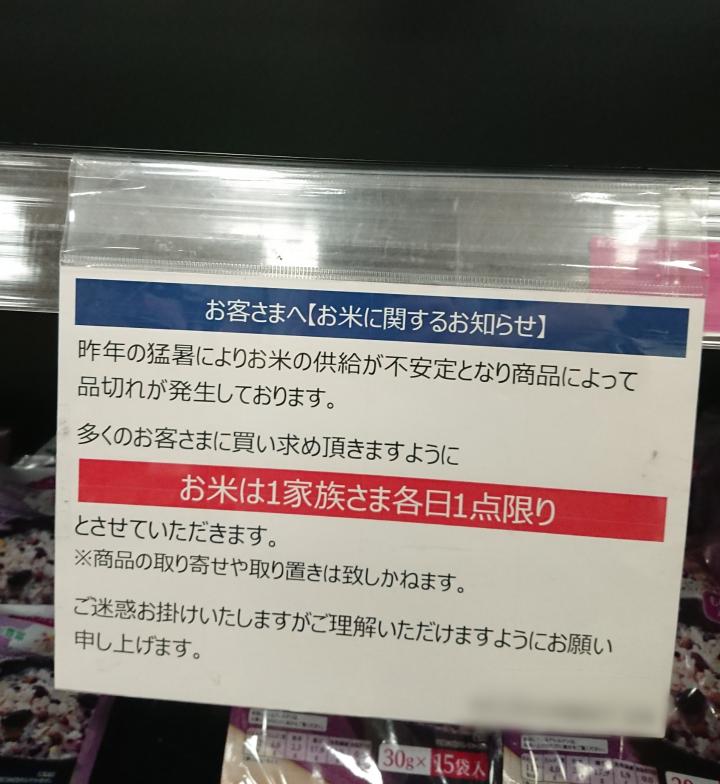 お客さまへ【お米に関するお知らせ】
昨年の猛暑によりお米の供給が不安定となり商品によって
品切れが発生しております。
多くのお客さまに買い求め頂きますように
お米は1家族さま各日1点限り
とさせていただきます。
※商品の取り寄せや取り置きは致しかねます。
ご迷惑お掛けいたしますがご理解いただけますようにお願い
申し上げます。
30g×15袋入